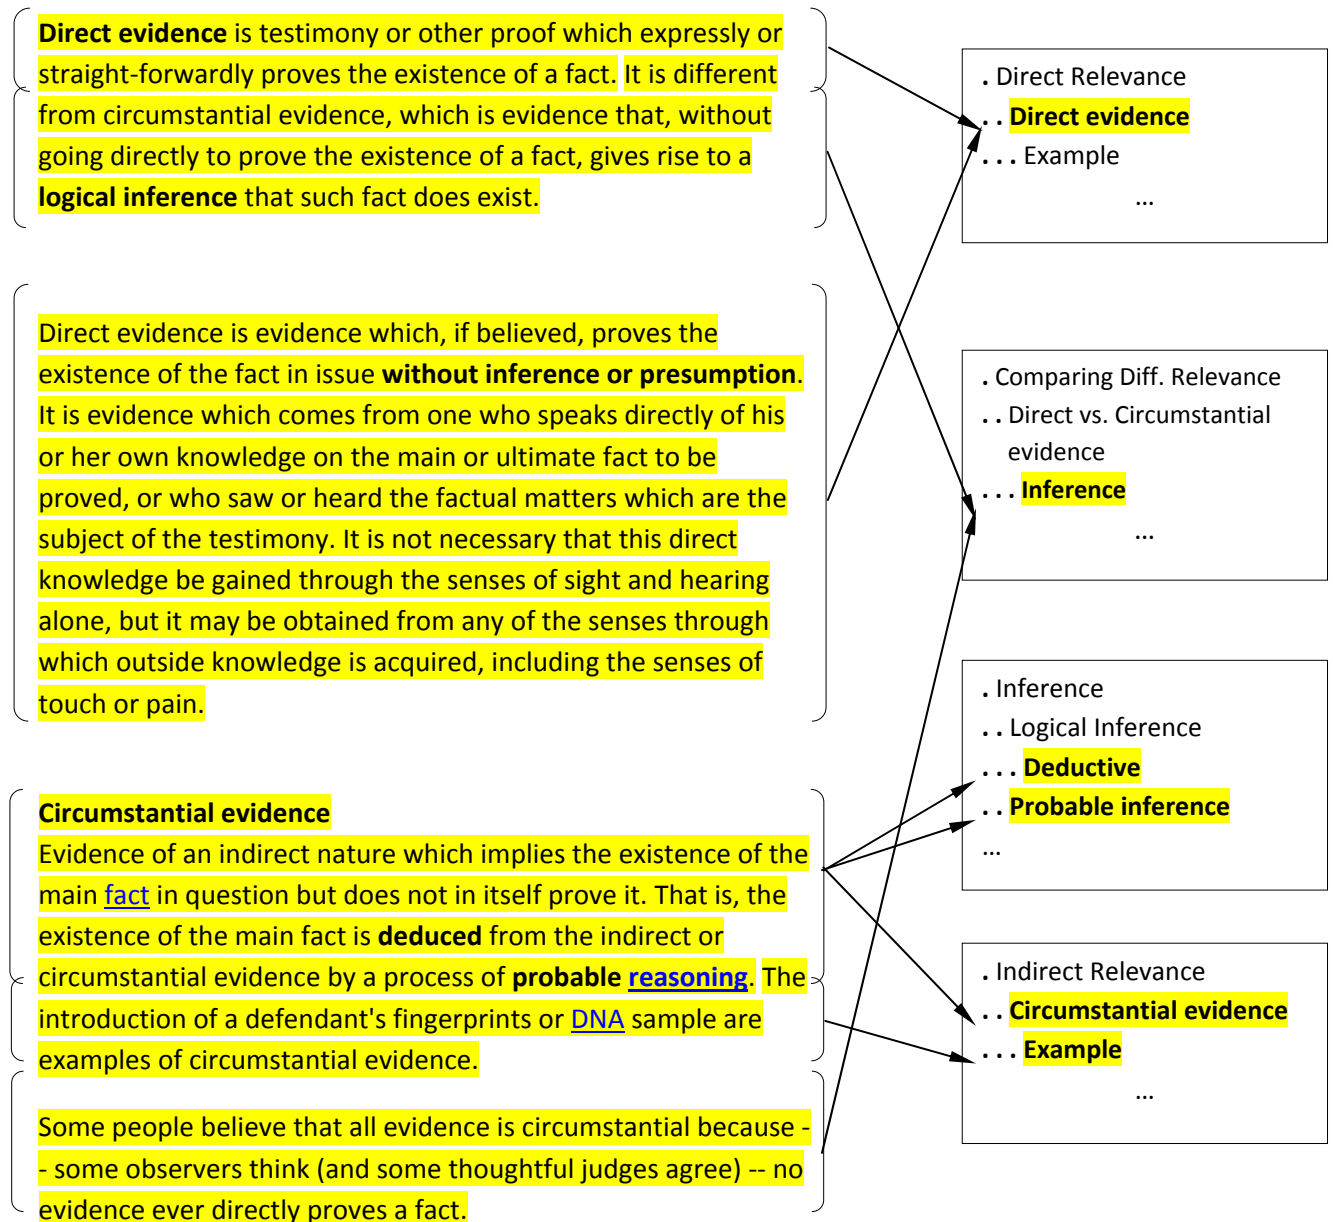 Direct evidence is testimony or other proof which expressly or
straight-forwardly proves the existence of a fact. It is different
from circumstantial evidence, which is evidence that, without
going directly to prove the existence of a fact, gives rise to a
logical inference that such fact does exist.
Direct evidence is evidence which, if believed, proves the
existence of the fact in issue without inference or presumption.
It is evidence which comes from one who speaks directly of his
or her own knowledge on the main or ultimate fact to be
proved, or who saw or heard the factual matters which are the
subject of the testimony. It is not necessary that this direct
knowledge be gained through the senses of sight and hearing
alone, but it may be obtained from any of the senses through
which outside knowledge is acquired, including the senses of
touch or pain.
Circumstantial evidence
Evidence of an indirect nature which implies the existence of the
main fact in question but does not in itself prove it. That is, the
existence of the main fact is deduced from the indirect or
circumstantial evidence by a process of probable reasoning. The
introduction of a defendant's fingerprints or DNA sample are
examples of circumstantial evidence.
Some people believe that all evidence is circumstantial because -
- some observers think (and some thoughtful judges agree) -- no
evidence ever directly proves a fact.
. Direct Relevance
. . Direct evidence
. . . Example
...
. Comparing Diff. Relevance
. . Direct vs. Circumstantial
evidence
. . . Inference
...
. Inference
. . Logical Inference
. . . Deductive
. . Probable inference
...
. Indirect Relevance
. . Circumstantial evidence
. . . Example
...